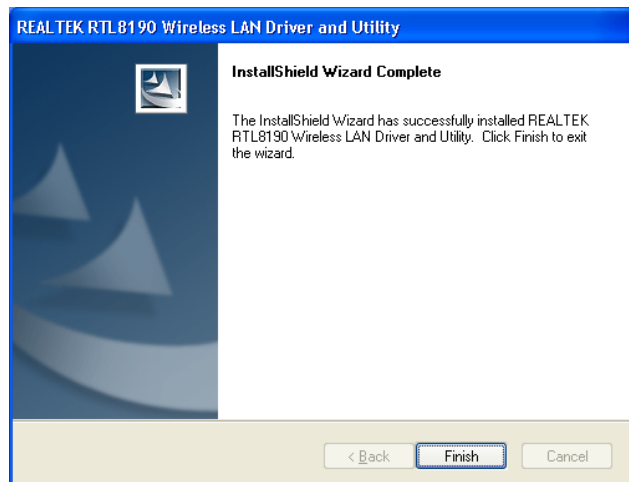 REALTEK RTL8190 Wireless LAN Driver and Utility
InstallShield Wizard Complete
The InstallShield Wizard has successfully installed REALTEK
RTL8190 Wireless LAN Driver and Utility. Click Finish to exit
the wizard.
< Back
Finish
Cancel